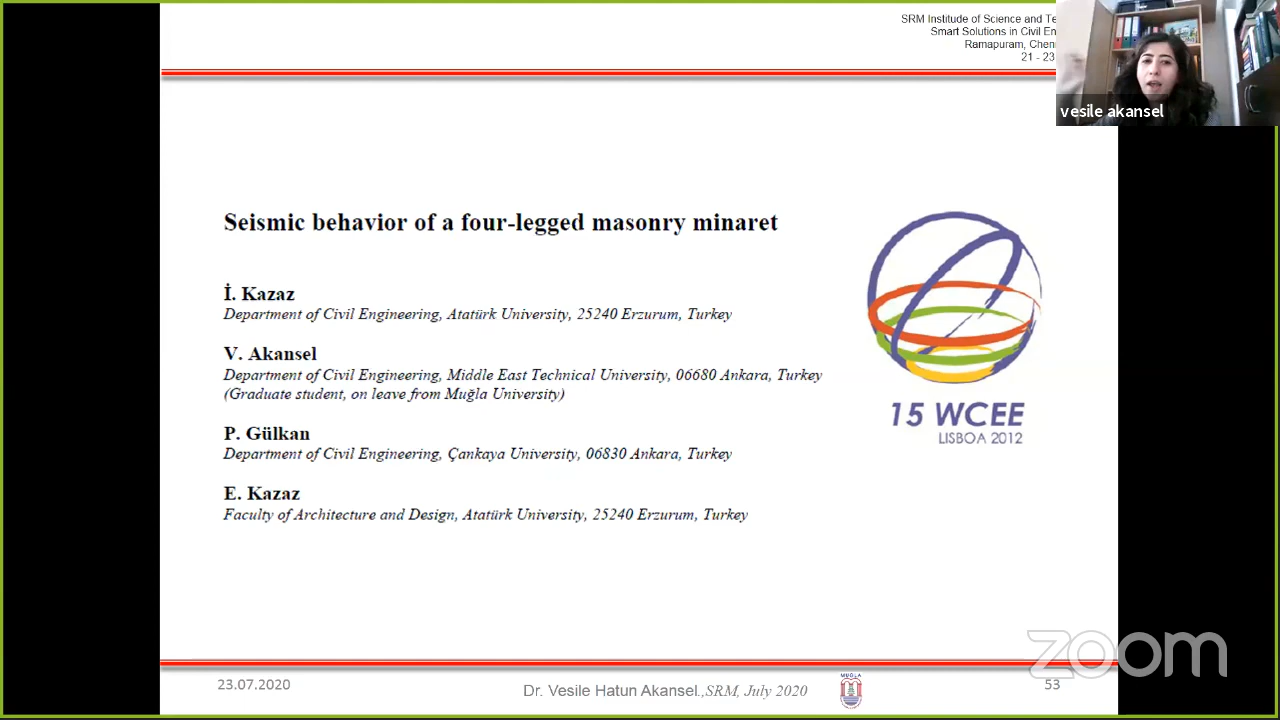 SRM Institude of Science and Te
Smart Solutions in Civil En
Ramapuram, Chenn
21 - 23
vesile akansel
Seismic behavior of a four-legged masonry minaret
İ. Kazaz
Department of Civil Engineering, Atatürk University, 25240 Erzurum, Turkey
V. Akansel
Department of Civil Engineering, Middle East Technical University, 06680 Ankara, Turkey
(Graduate student, on leave from Muğla University)
P. Gülkan
Department of Civil Engineering, Çankaya University, 06830 Ankara, Turkey
E. Kazaz
Faculty of Architecture and Design, Atatürk University, 25240 Erzurum, Turkey
15 WCEE
LISBOA 2012
zoom
23.07.2020
Dr. Vesile Hatun Akansel.,SRM, July 2020
MUĞLA
53